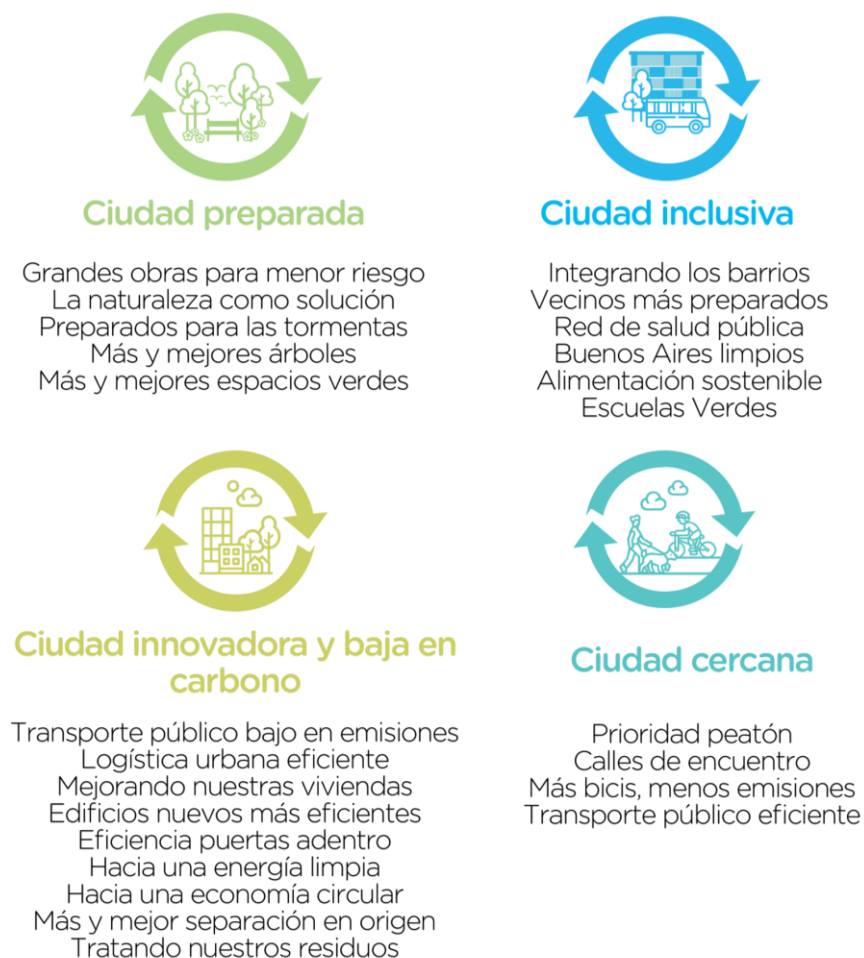 Ciudad preparada
Grandes obras para menor riesgo
La naturaleza como solución
Preparados para las tormentas
Más y mejores árboles
Más y mejores espacios verdes
Ciudad inclusiva
Integrando los barrios
Vecinos más preparados
Red de salud pública
Buenos Aires limpios
Alimentación sostenible
Escuelas Verdes
Ciudad innovadora y baja en
carbono
Transporte público bajo en emisiones
Logística urbana eficiente
Mejorando nuestras viviendas
Edificios nuevos más eficientes
Eficiencia puertas adentro
Hacia una energía limpia
Hacia una economía circular
Más y mejor separación en origen
Tratando nuestros residuos
Ciudad cercana
Prioridad peatón
Calles de encuentro
Más bicis, menos emisiones
Transporte público eficiente